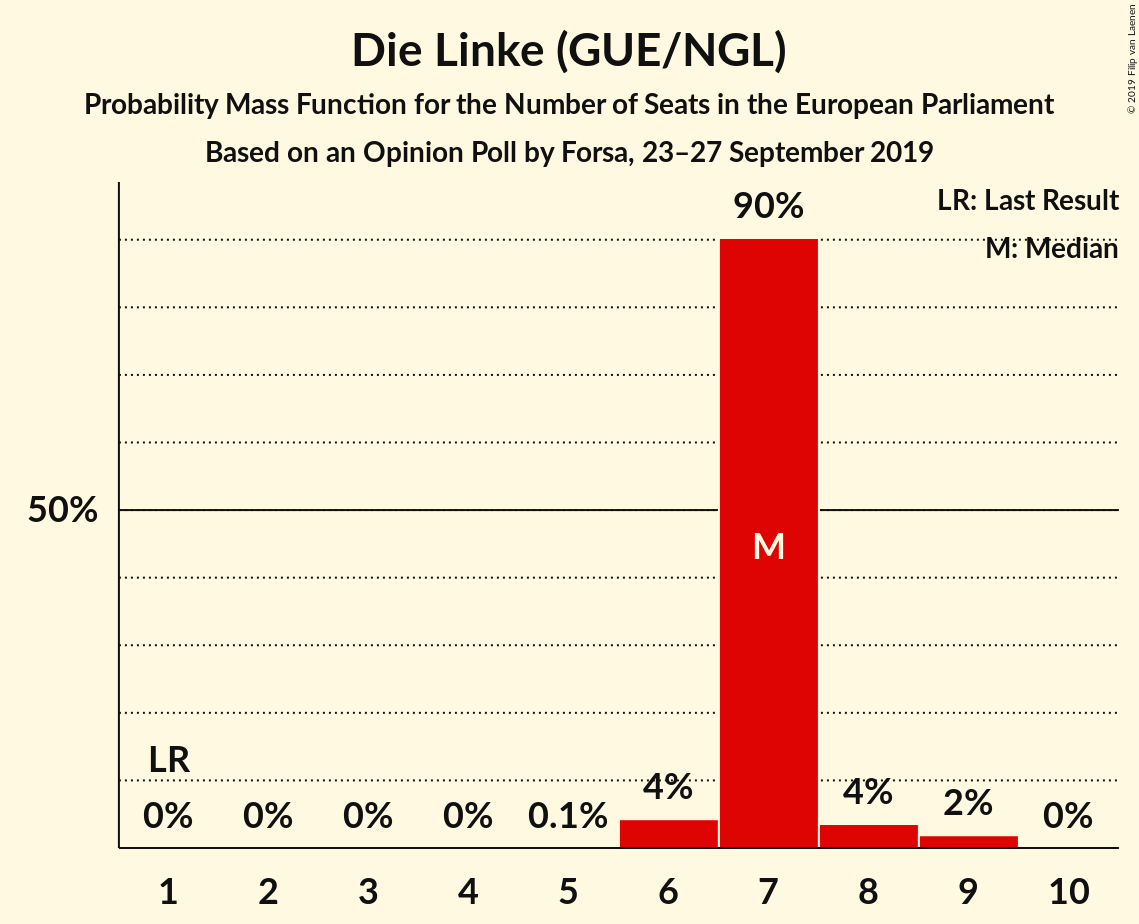 Die Linke (GUE/NGL)
Probability Mass Function for the Number of Seats in the European Parliament
Based on an Opinion Poll by Forsa, 23–27 September 2019
© 2019 Filip van Laenen
LR: Last Result
M: Median
90%
50%
M
LR
0%
0%
0%
0%
0.1%
4%
4%
2%
0%
1
2
3
4
5
6
7
8
9
10